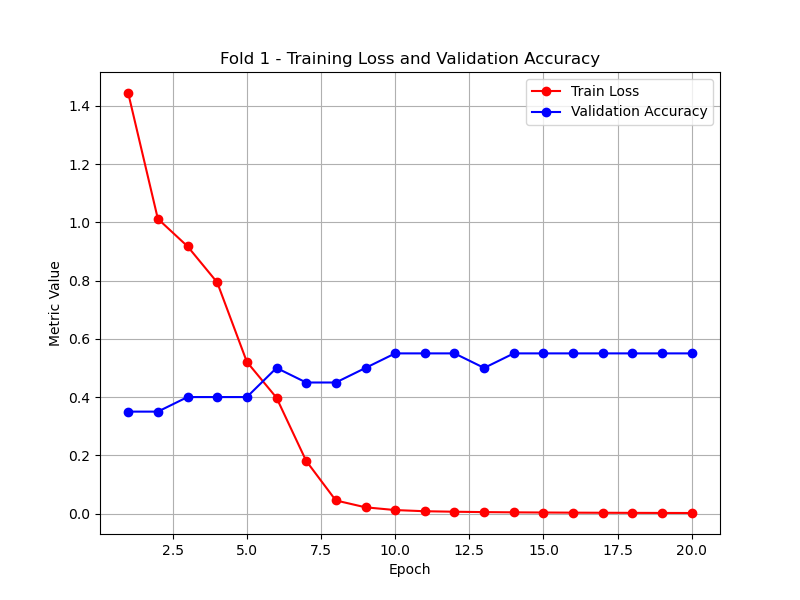 Fold 1 - Training Loss and Validation Accuracy
Train Loss
Validation Accuracy
Metric Value
1.4
1.2
1.0
0.8
0.6
0.4
0.2
0.0
2.5 5.0 7.5 10.0 12.5 15.0 17.5 20.0
Epoch